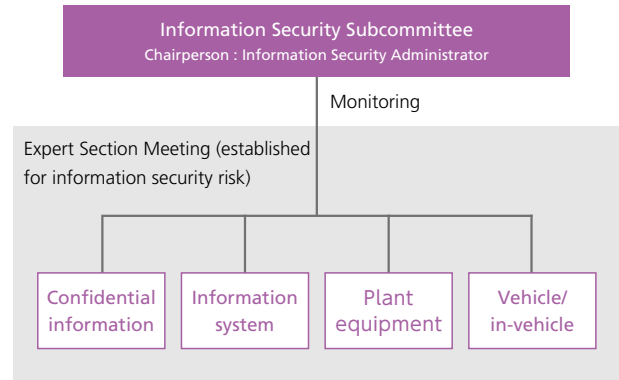 Information Security Subcommittee
Chairperson : Information Security Administrator
Monitoring
Expert Section Meeting (established
for information security risk)
Confidential
information
Information
system
Plant
equipment
Vehicle/
in-vehicle